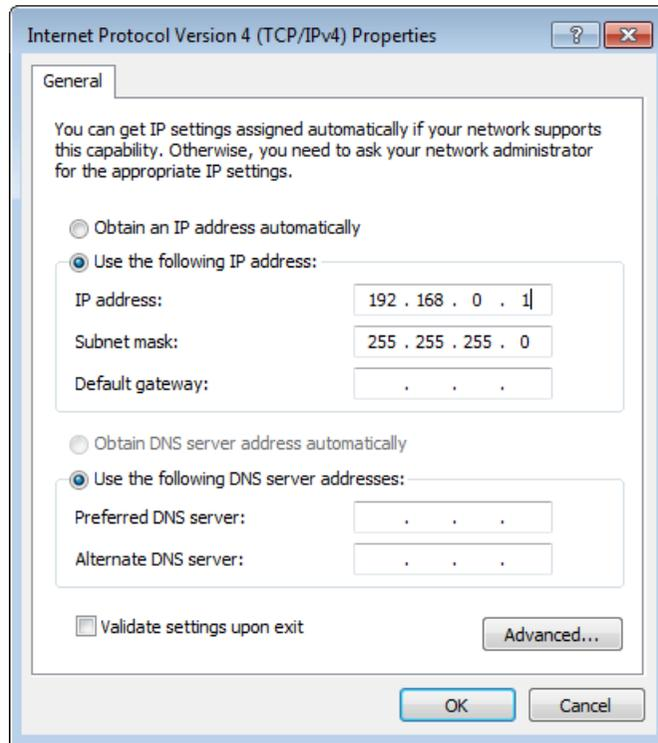 Internet Protocol Version 4 (TCP/IPv4) Properties
General
You can get IP settings assigned automatically if your network supports
this capability. Otherwise, you need to ask your network administrator
for the appropriate IP settings.
Obtain an IP address automatically
Use the following IP address:
IP address: 192 . 168 . 0 . 1
Subnet mask: 255 . 255 . 255 . 0
Default gateway: . . .
Obtain DNS server address automatically
Use the following DNS server addresses:
Preferred DNS server: . . .
Alternate DNS server: . . .
Validate settings upon exit
Advanced...
OK Cancel